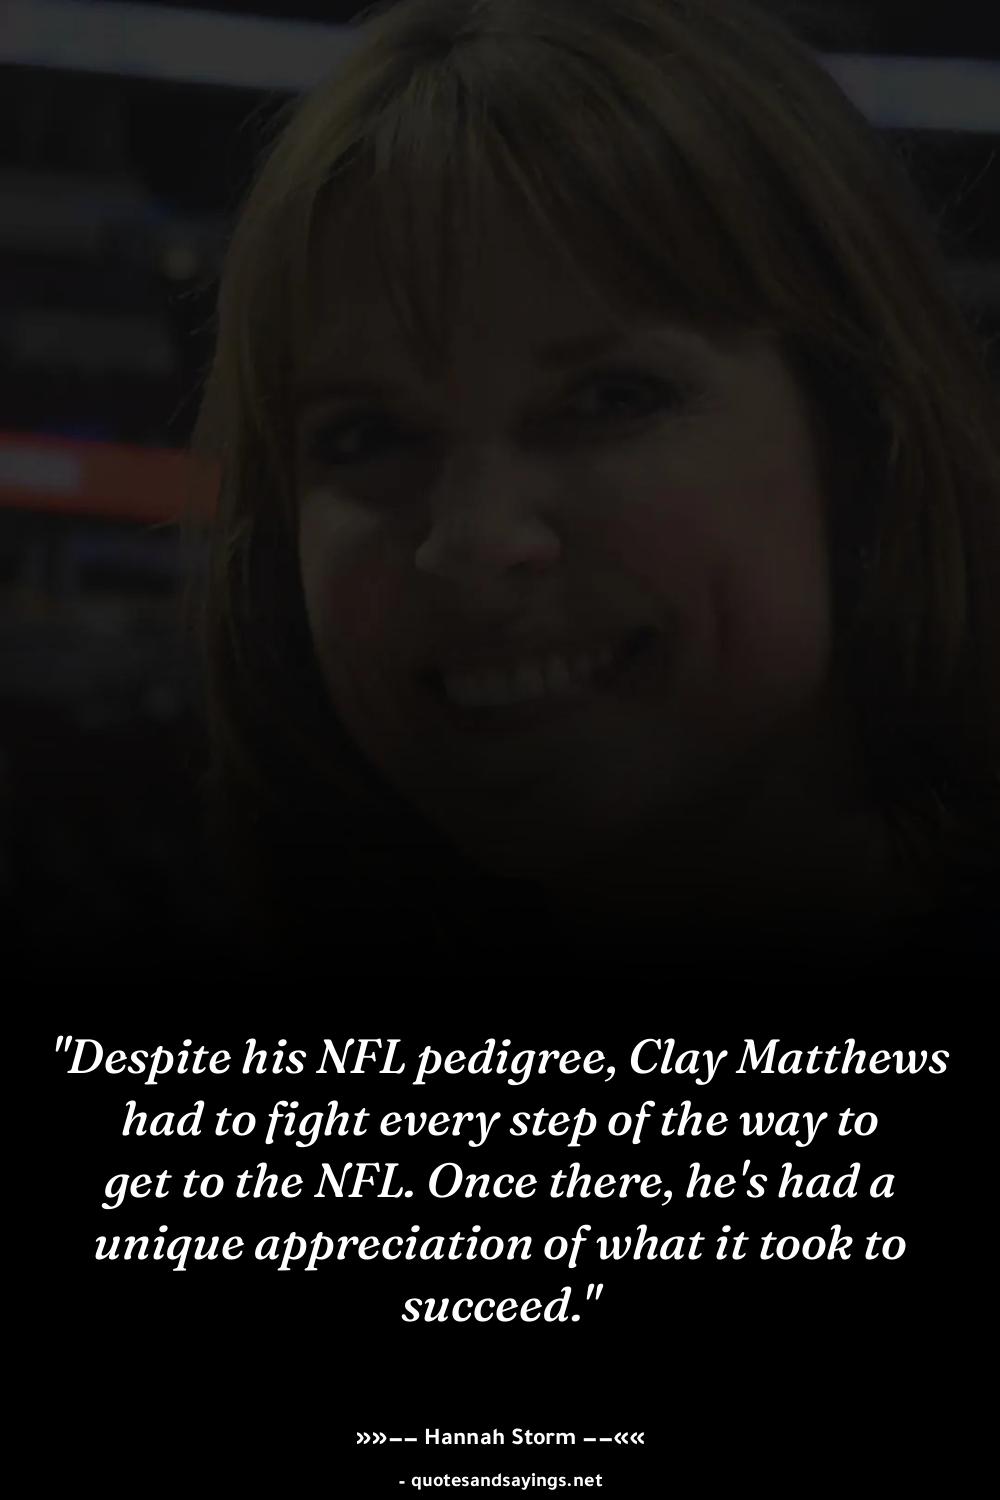 "Despite his NFL pedigree, Clay Matthews
had to fight every step of the way to
get to the NFL. Once there, he's had a
unique appreciation of what it took to
succeed."
»»–– Hannah Storm ––««
- quotesandsayings.net